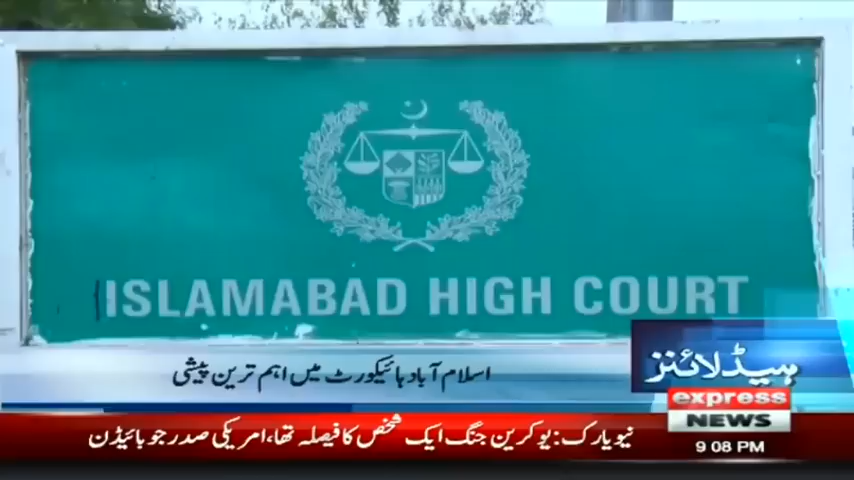 ISLAMABAD HIGH COURT
اسلام آباد ہائیکورٹ میں اہم ترین پیشی
ہیڈلائنز
express
NEWS
نیویارک: یوکرین جنگ ایک شخص کا فیصلہ تھا، امریکی صدر جو بائیڈن
9:08 PM